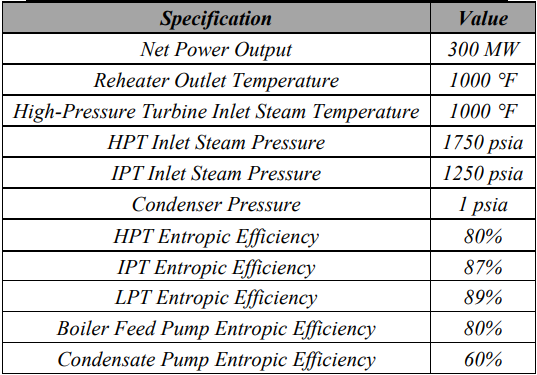 Specification Value
Net Power Output 300 MW
Reheater Outlet Temperature 1000 °F
High-Pressure Turbine Inlet Steam Temperature 1000 °F
HPT Inlet Steam Pressure 1750 psia
IPT Inlet Steam Pressure 1250 psia
Condenser Pressure 1 psia
HPT Entropic Efficiency 80%
IPT Entropic Efficiency 87%
LPT Entropic Efficiency 89%
Boiler Feed Pump Entropic Efficiency 80%
Condensate Pump Entropic Efficiency 60%